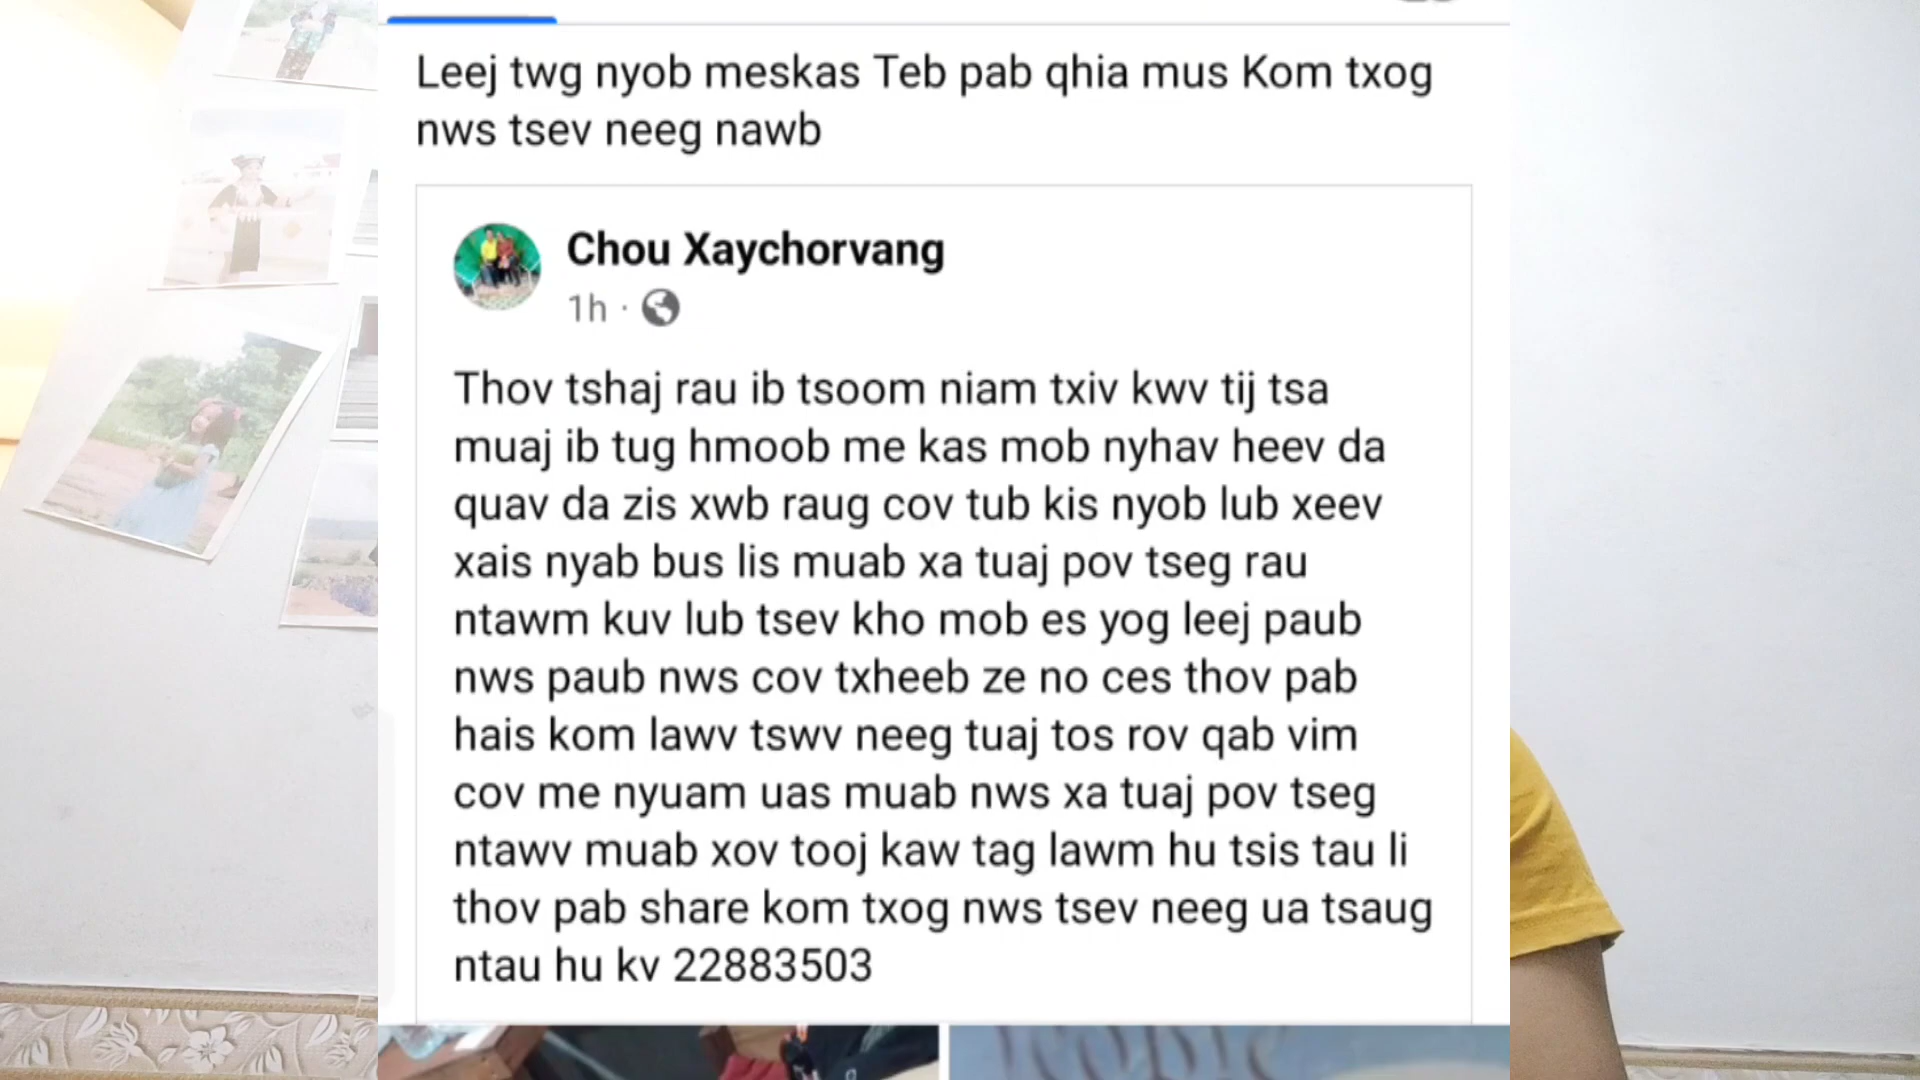 Leej twg nyob meskas Teb pab qhia mus Kom txog
nws tsev neeg nawb
Chou Xaychorvang
1h ·
Thov tshaj rau ib tsoom niam txiv kwv tij tsa
muaj ib tug hmoob me kas mob nyhav heev da
quav da zis xwb raug cov tub kis nyob lub xeev
xais nyab bus lis muab xa tuaj pov tseg rau
ntawm kuv lub tsev kho mob es yog leej paub
nws paub nws cov txheeb ze no ces thov pab
hais kom lawv tswv neeg tuaj tos rov qab vim
cov me nyuam uas muab nws xa tuaj pov tseg
ntawv muab xov tooj kaw tag lawm hu tsis tau li
thov pab share kom txog nws tsev neeg ua tsaug
ntau hu kv 22883503